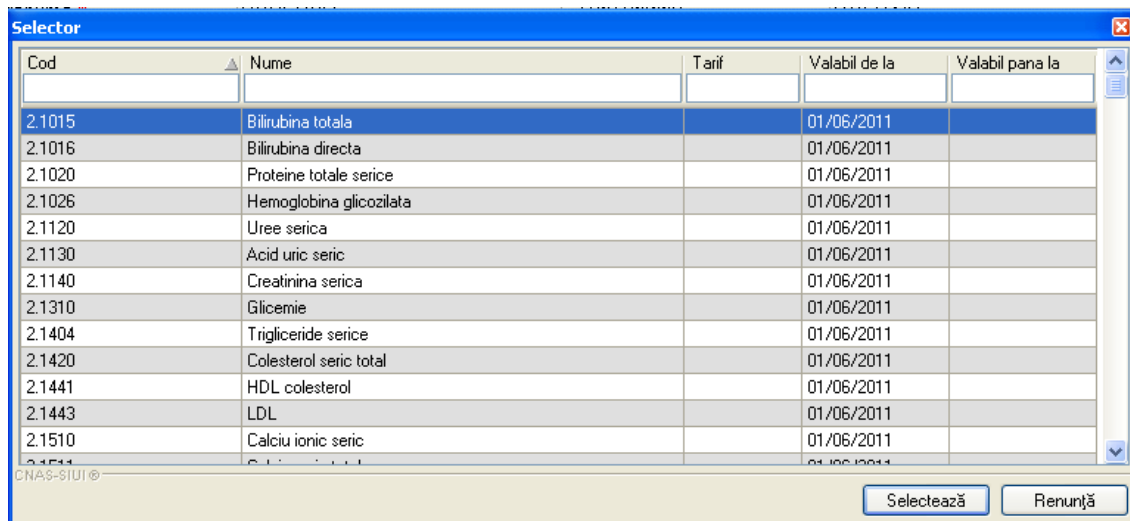 Selector
Cod Nume Tarif Valabil de la Valabil pana la
2.1015 Bilirubina totala 01/06/2011
2.1016 Bilirubina directa 01/06/2011
2.1020 Proteine totale serice 01/06/2011
2.1026 Hemoglobina glicozilata 01/06/2011
2.1120 Uree serica 01/06/2011
2.1130 Acid uric seric 01/06/2011
2.1140 Creatinina serica 01/06/2011
2.1310 Glicemie 01/06/2011
2.1404 Trigliceride serice 01/06/2011
2.1420 Colesterol seric total 01/06/2011
2.1441 HDL colesterol 01/06/2011
2.1443 LDL 01/06/2011
2.1510 Calciu ionic seric 01/06/2011
CNAS-SIUI ®
Selectează Renunţă